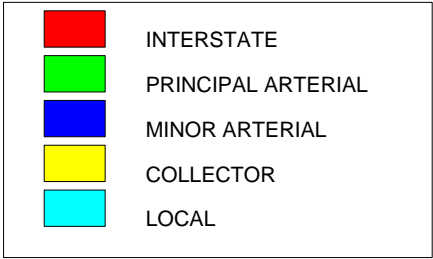 INTERSTATE
PRINCIPAL ARTERIAL
MINOR ARTERIAL
COLLECTOR
LOCAL